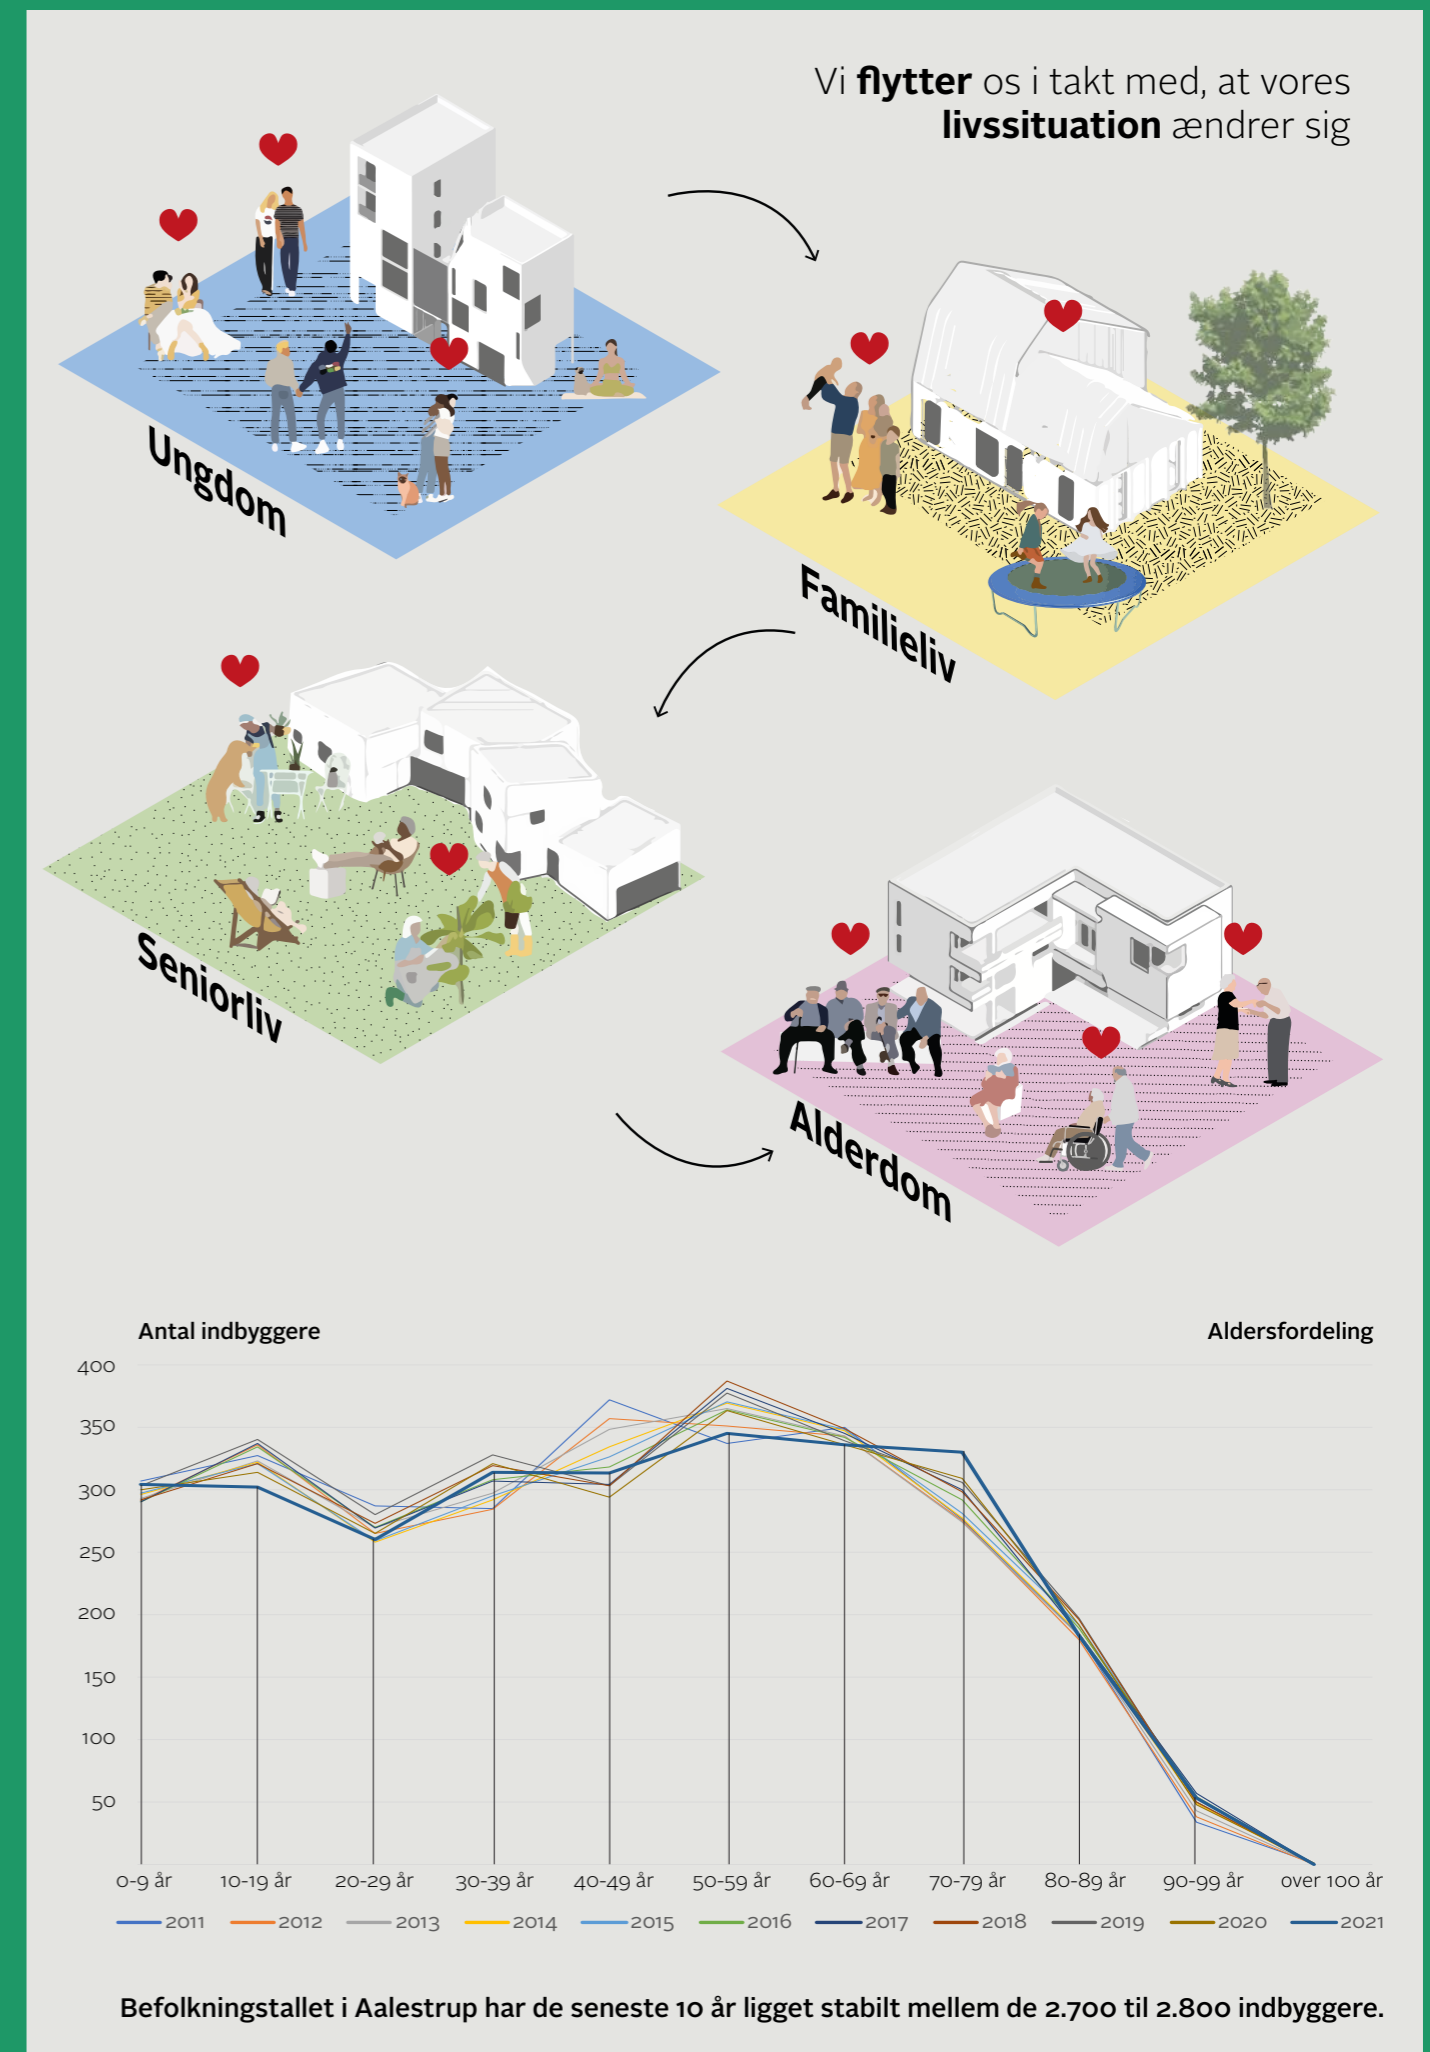 Vi flytter os i takt med, at vores
livssituation ændrer sig
Ungdom
Familieliv
Seniorliv
Alderdom
Antal indbyggere
Aldersfordeling
400
350
300
250
200
150
100
50
0-9 år 10-19 år 20-29 år 30-39 år 40-49 år 50-59 år 60-69 år 70-79 år 80-89 år 90-99 år over 100 år
2011 2012 2013 2014 2015 2016 2017 2018 2019 2020 2021
Befolkningstallet i Aalestrup har de seneste 10 år ligget stabilt mellem de 2.700 til 2.800 indbyggere.